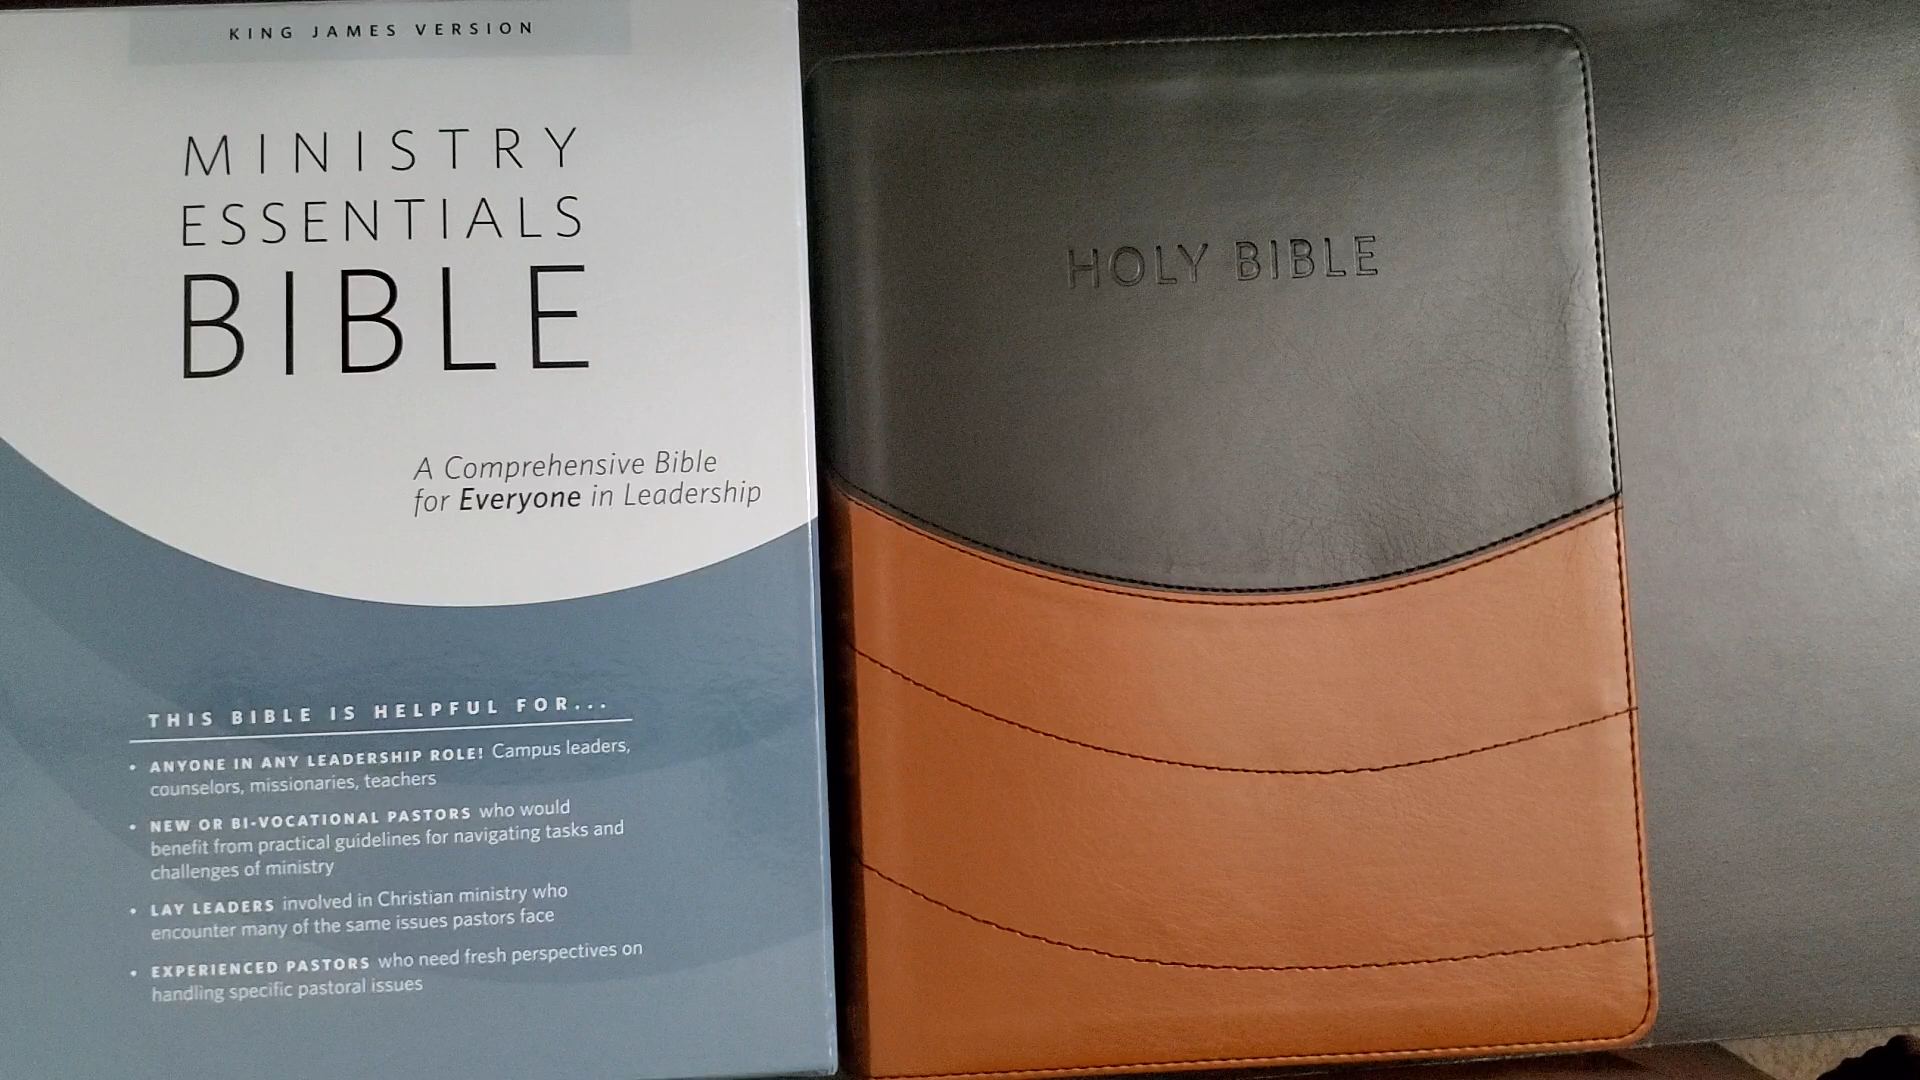 KING JAMES VERSION
MINISTRY
ESSENTIALS
BIBLE
A Comprehensive Bible
for Everyone in Leadership
THIS BIBLE IS HELPFUL FOR...
• ANYONE IN ANY LEADERSHIP ROLE! Campus leaders,
counselors, missionaries, teachers
• NEW OR BI-VOCATIONAL PASTORS who would
benefit from practical guidelines for navigating tasks and
challenges of ministry
• LAY LEADERS involved in Christian ministry who
encounter many of the same issues pastors face
• EXPERIENCED PASTORS who need fresh perspectives on
handling specific pastoral issues
HOLY BIBLE